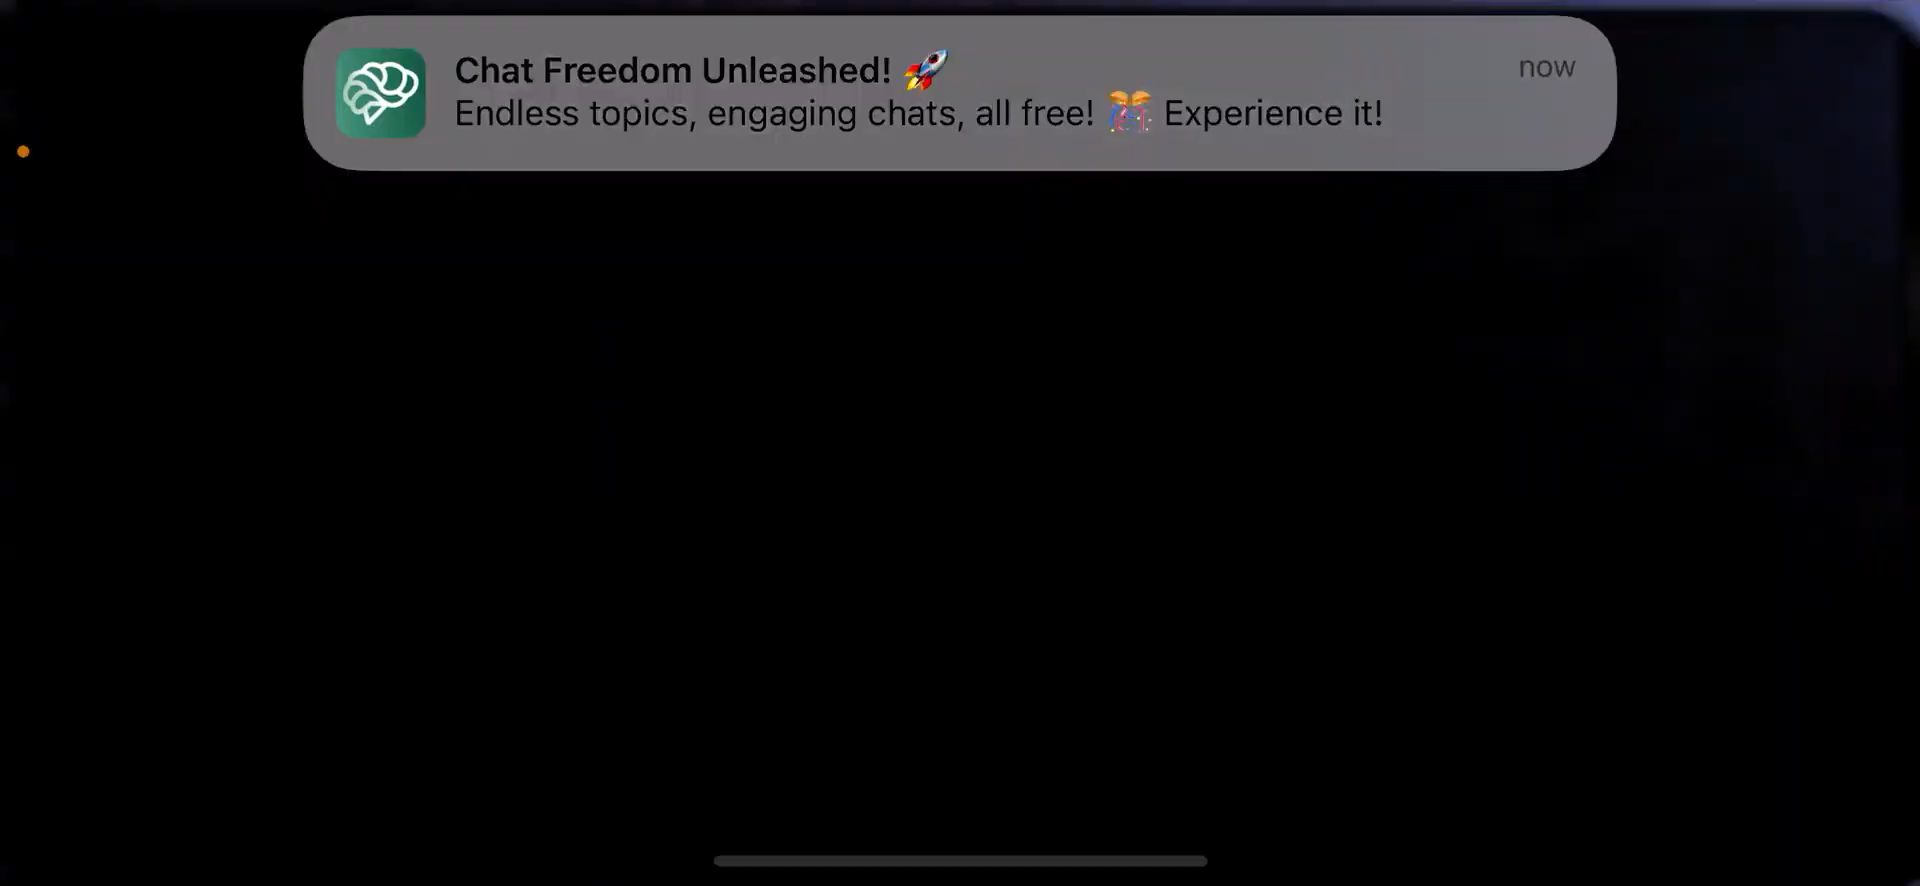 Chat Freedom Unleashed! 🚀
now
Endless topics, engaging chats, all free! 🎊 Experience it!